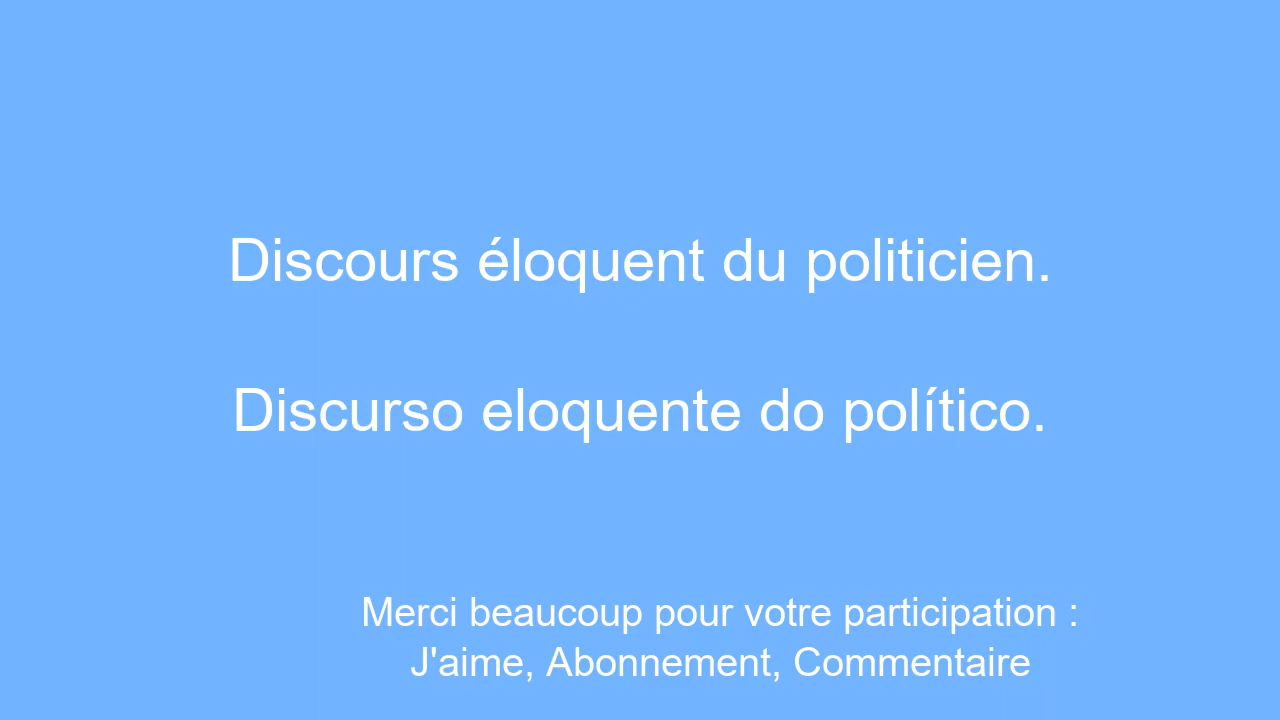 Discours éloquent du politicien.
Discurso eloquente do político.
Merci beaucoup pour votre participation :
J'aime, Abonnement, Commentaire